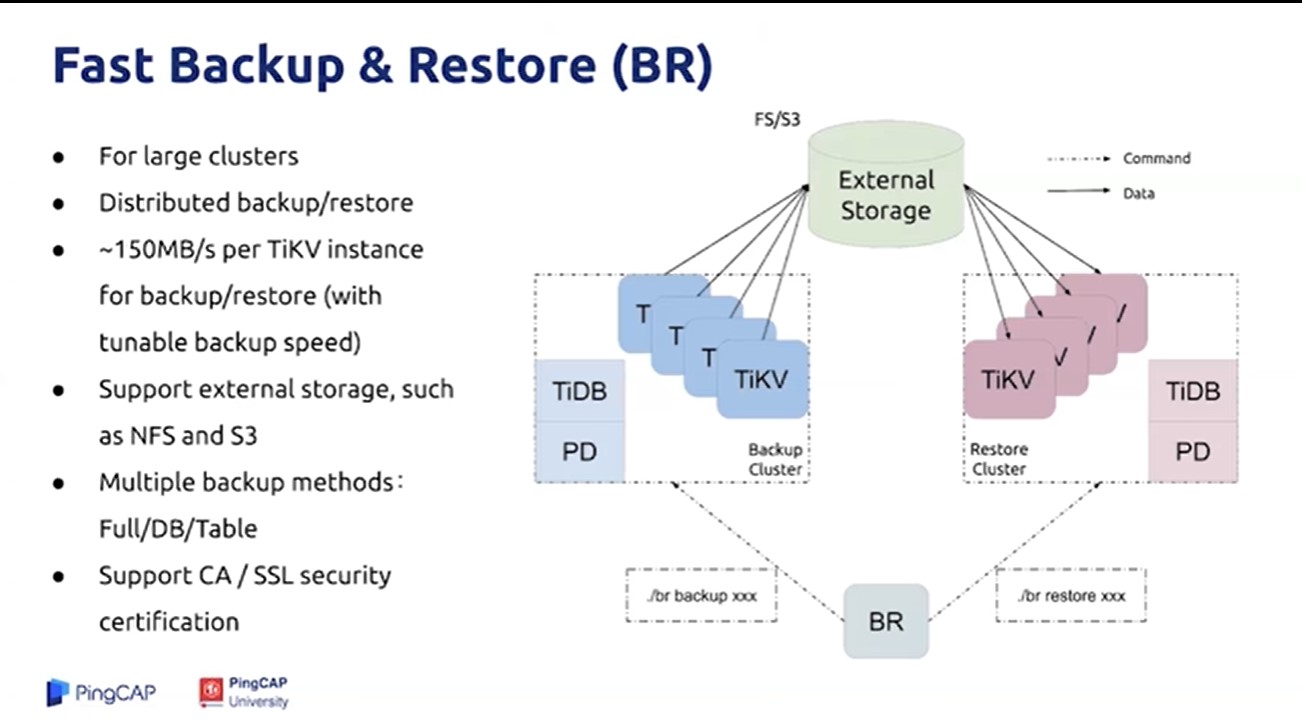 Fast Backup & Restore (BR)
● For large clusters
● Distributed backup/restore
● ~150MB/s per TiKV instance
for backup/restore (with
tunable backup speed)
● Support external storage, such
as NFS and S3
● Multiple backup methods：
Full/DB/Table
● Support CA / SSL security
certification
FS/S3
External
Storage
Command
Data
T
T
T
TiKV
TiDB
PD
Backup
Cluster
V
V
V
TiKV
TiDB
PD
Restore
Cluster
./br backup xxx
BR
./br restore xxx
PingCAP
PingCAP
University